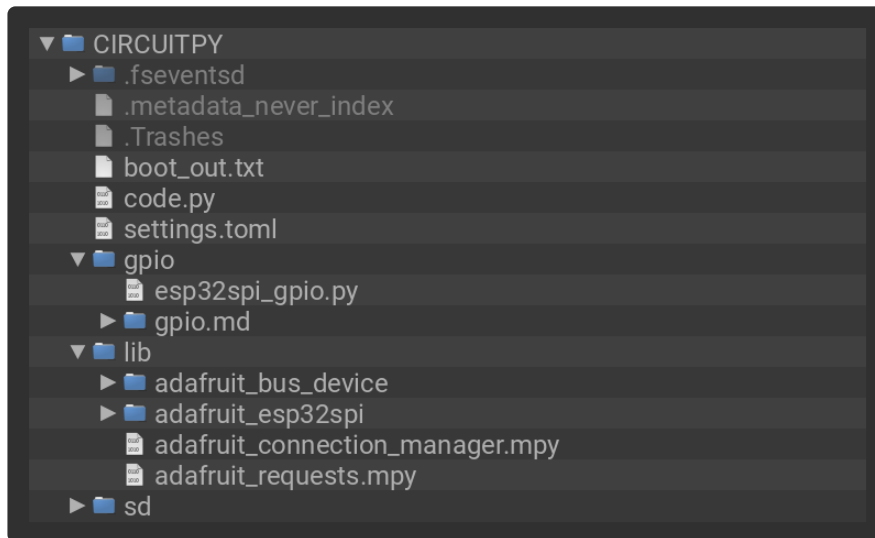 CIRCUITPY
.fseventsd
.metadata_never_index
.Trashes
boot_out.txt
code.py
settings.toml
gpio
esp32spi_gpio.py
gpio.md
lib
adafruit_bus_device
adafruit_esp32spi
adafruit_connection_manager.mpy
adafruit_requests.mpy
sd